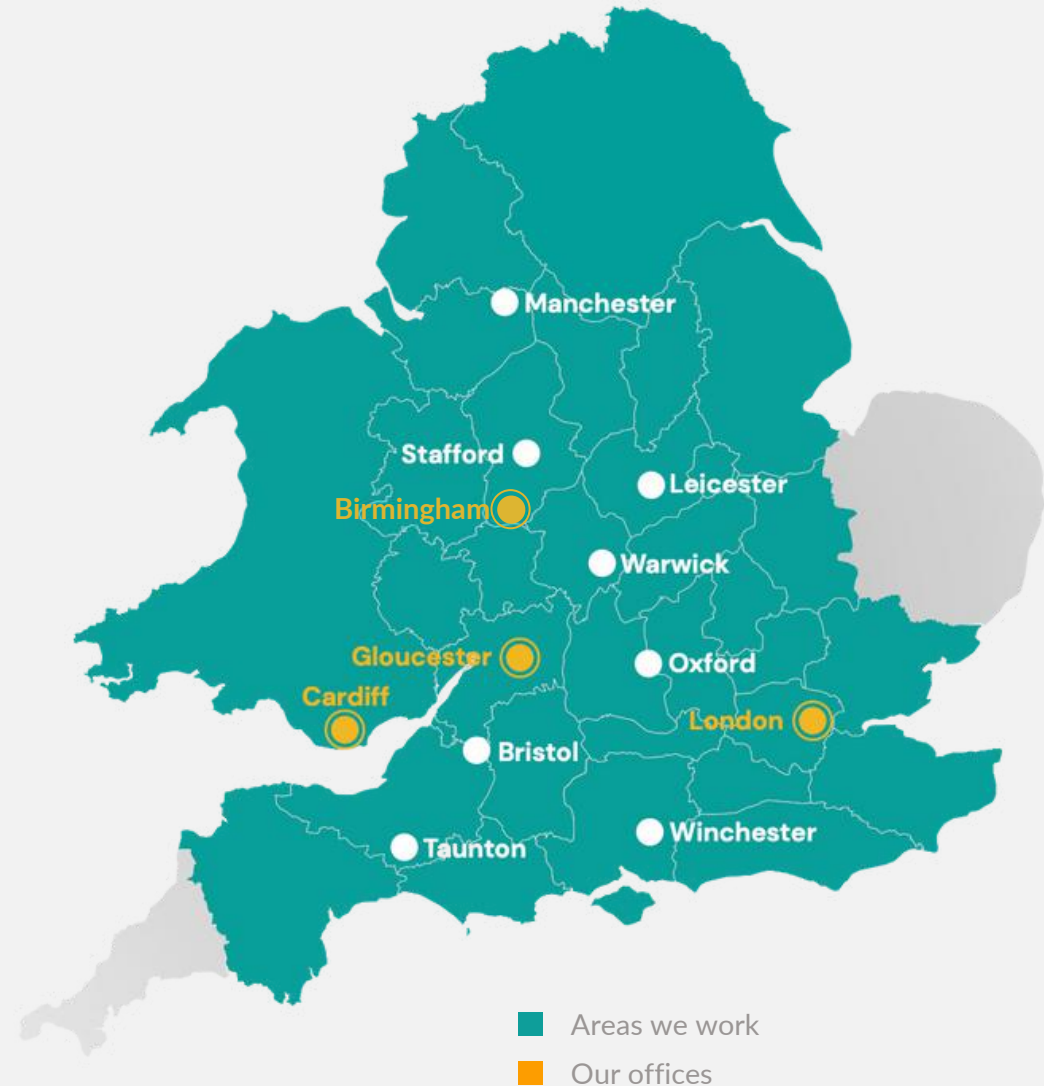 Manchester
Stafford
Leicester
Birmingham
Warwick
Gloucester
Oxford
Cardiff
London
Bristol
Winchester
Taunton
Areas we work
Our offices